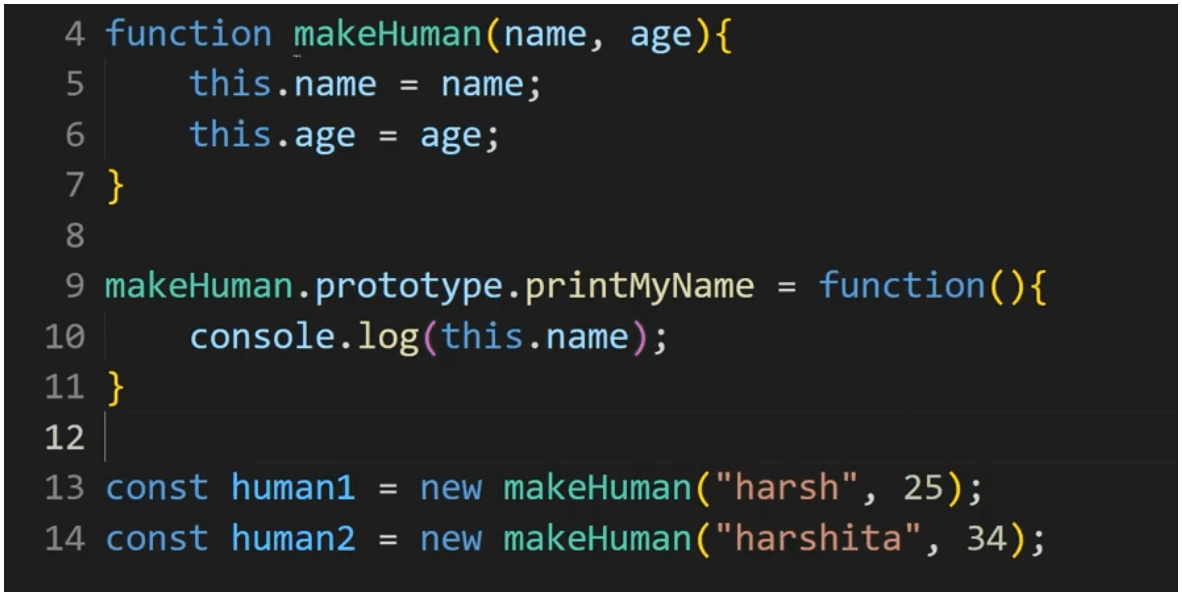 4 function makeHuman(name, age){
5 this.name = name;
6 this.age = age;
7 }
8
9 makeHuman.prototype.printMyName = function(){
10 console.log(this.name);
11 }
12
13 const human1 = new makeHuman("harsh", 25);
14 const human2 = new makeHuman("harshita", 34);